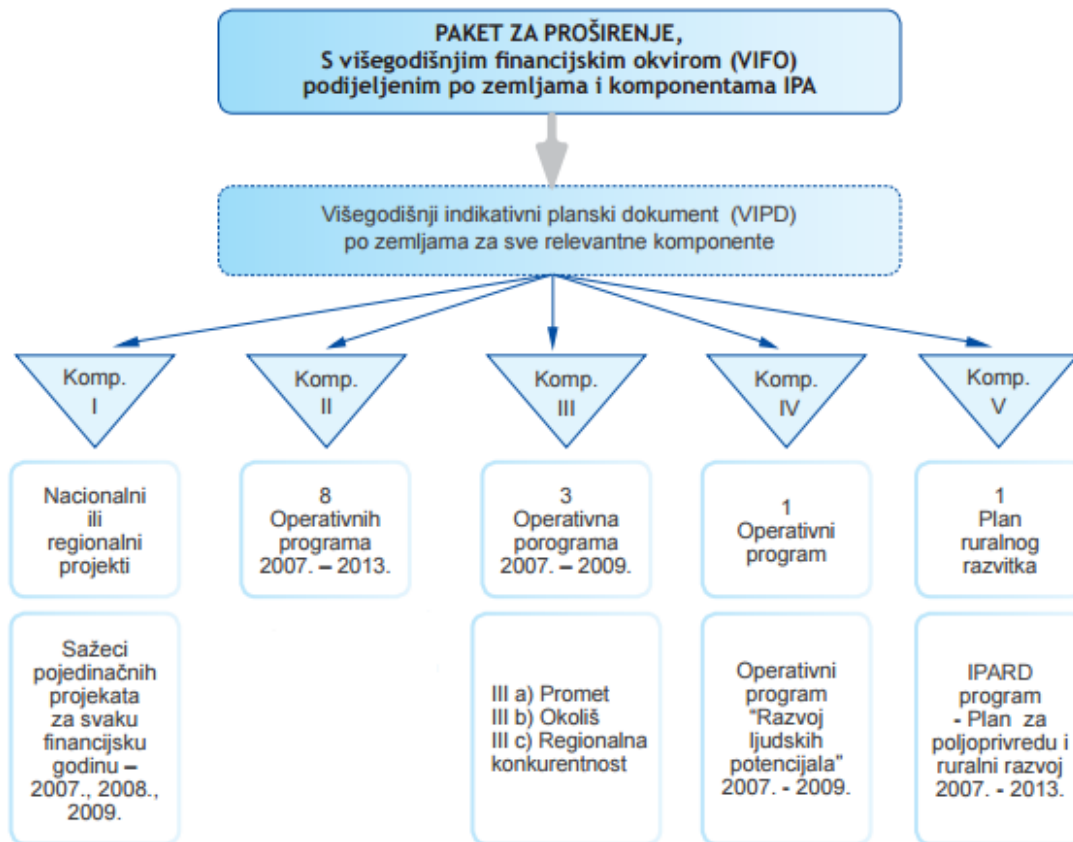 PAKET ZA PROŠIRENJE,
S višegodišnjim financijskim okvirom (VIFO)
podijeljenim po zemljama i komponentama IPA
Višegodišnji indikativni planski dokument (VIPD)
po zemljama za sve relevantne komponente
Komp.
I
Komp.
II
Komp.
III
Komp.
IV
Komp.
V
Nacionalni
ili
regionalni
projekti
8
Operativnih
programa
2007. – 2013.
3
Operativna
porograma
2007. – 2009.
1
Operativni
program
1
Plan
ruralnog
razvitka
Sažeci
pojedinačnih
projekata
za svaku
financijsku
godinu –
2007., 2008.,
2009.
III a) Promet
III b) Okoliš
III c) Regionalna
konkurentnost
Operativni
program
"Razvoj
ljudskih
potencijala"
2007. - 2009.
IPARD
program
- Plan za
poljoprivredu i
ruralni razvoj
2007. - 2013.